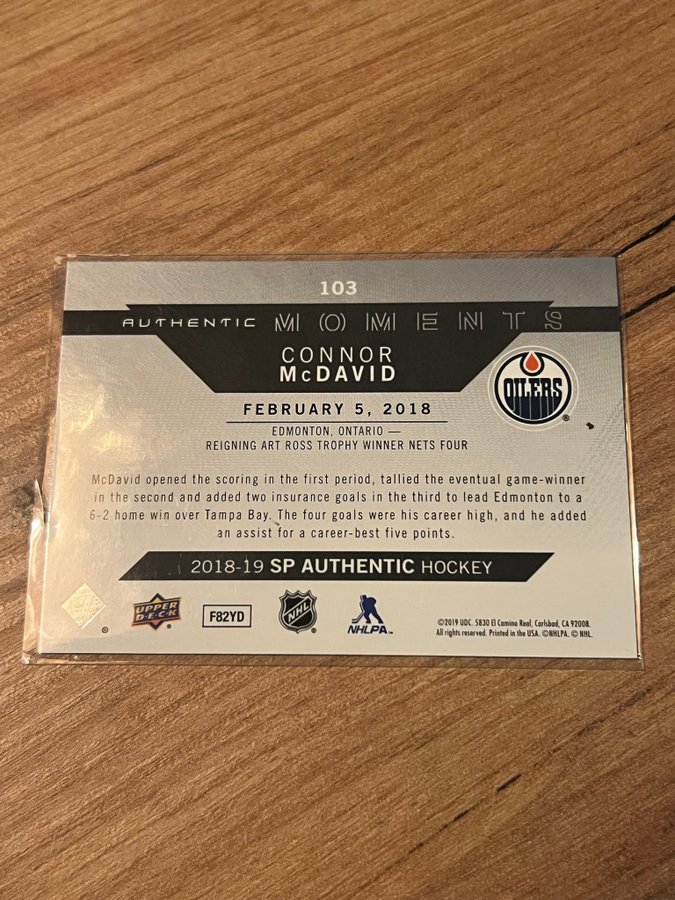 103
AUTHENTIC MOMENTS
CONNOR
McDAVID
OILERS
®
FEBRUARY 5, 2018
EDMONTON, ONTARIO —
REIGNING ART ROSS TROPHY WINNER NETS FOUR
McDavid opened the scoring in the first period, tallied the eventual game-winner
in the second and added two insurance goals in the third to lead Edmonton to a
6-2 home win over Tampa Bay. The four goals were his career high, and he added
an assist for a career-best five points.
2018-19 SP AUTHENTIC HOCKEY
®
UPPER
DECK
F82YD
NHL
®
NHLPA™
©2019 UDC. 5830 El Camino Real, Carlsbad, CA 92008.
All rights reserved. Printed in the USA. ©NHLPA. © NHL.